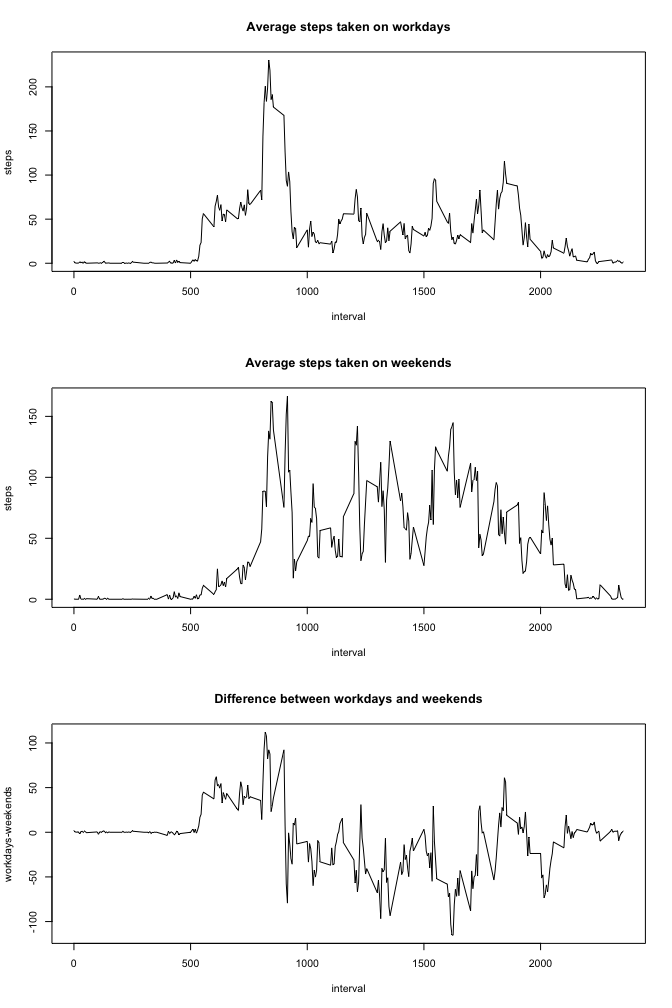 Average steps taken on workdays
steps
200
150
100
50
0
0 500 1000 1500 2000
interval
Average steps taken on weekends
steps
150
100
50
0
0 500 1000 1500 2000
interval
Difference between workdays and weekends
workdays-weekends
100
50
0
-50
-100
0 500 1000 1500 2000
interval